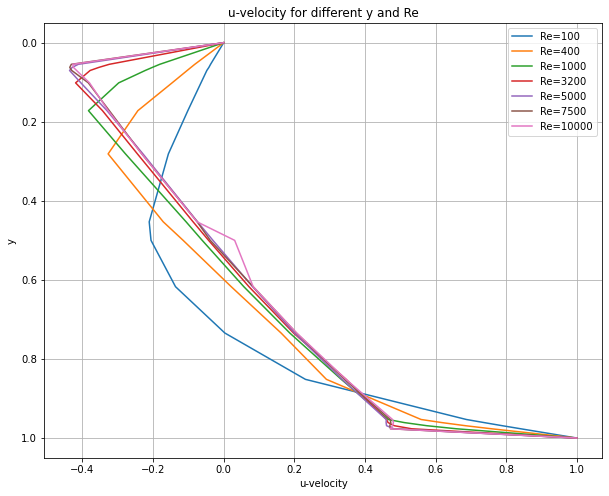 u-velocity for different y and Re
Re=100
Re=400
Re=1000
Re=3200
Re=5000
Re=7500
Re=10000
y
0.0
0.2
0.4
0.6
0.8
1.0
−0.4
−0.2
0.0
0.2
0.4
0.6
0.8
1.0
u-velocity